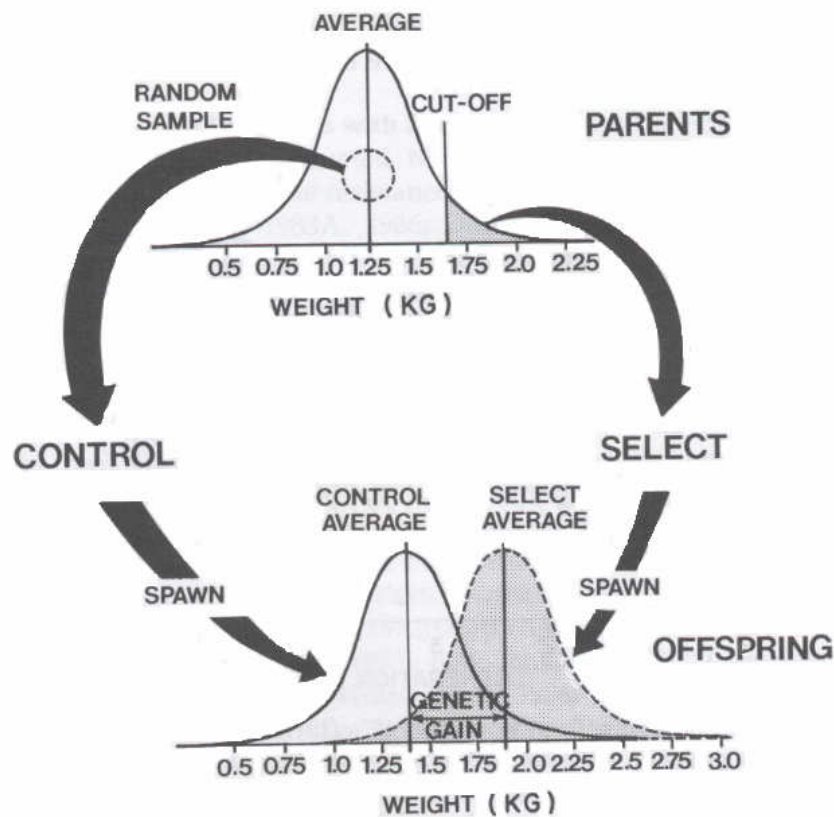 AVERAGE
RANDOM
SAMPLE
CUT-OFF
PARENTS
0.5 0.75 1.0 1.25 1.75 2.0 2.25
WEIGHT (KG)
CONTROL
SELECT
CONTROL
AVERAGE
SELECT
AVERAGE
SPAWN
SPAWN
OFFSPRING
GENETIC
GAIN
0.5 0.75 1.0 1.25 1.5 1.75 2.0 2.25 2.5 2.75 3.0
WEIGHT (KG)